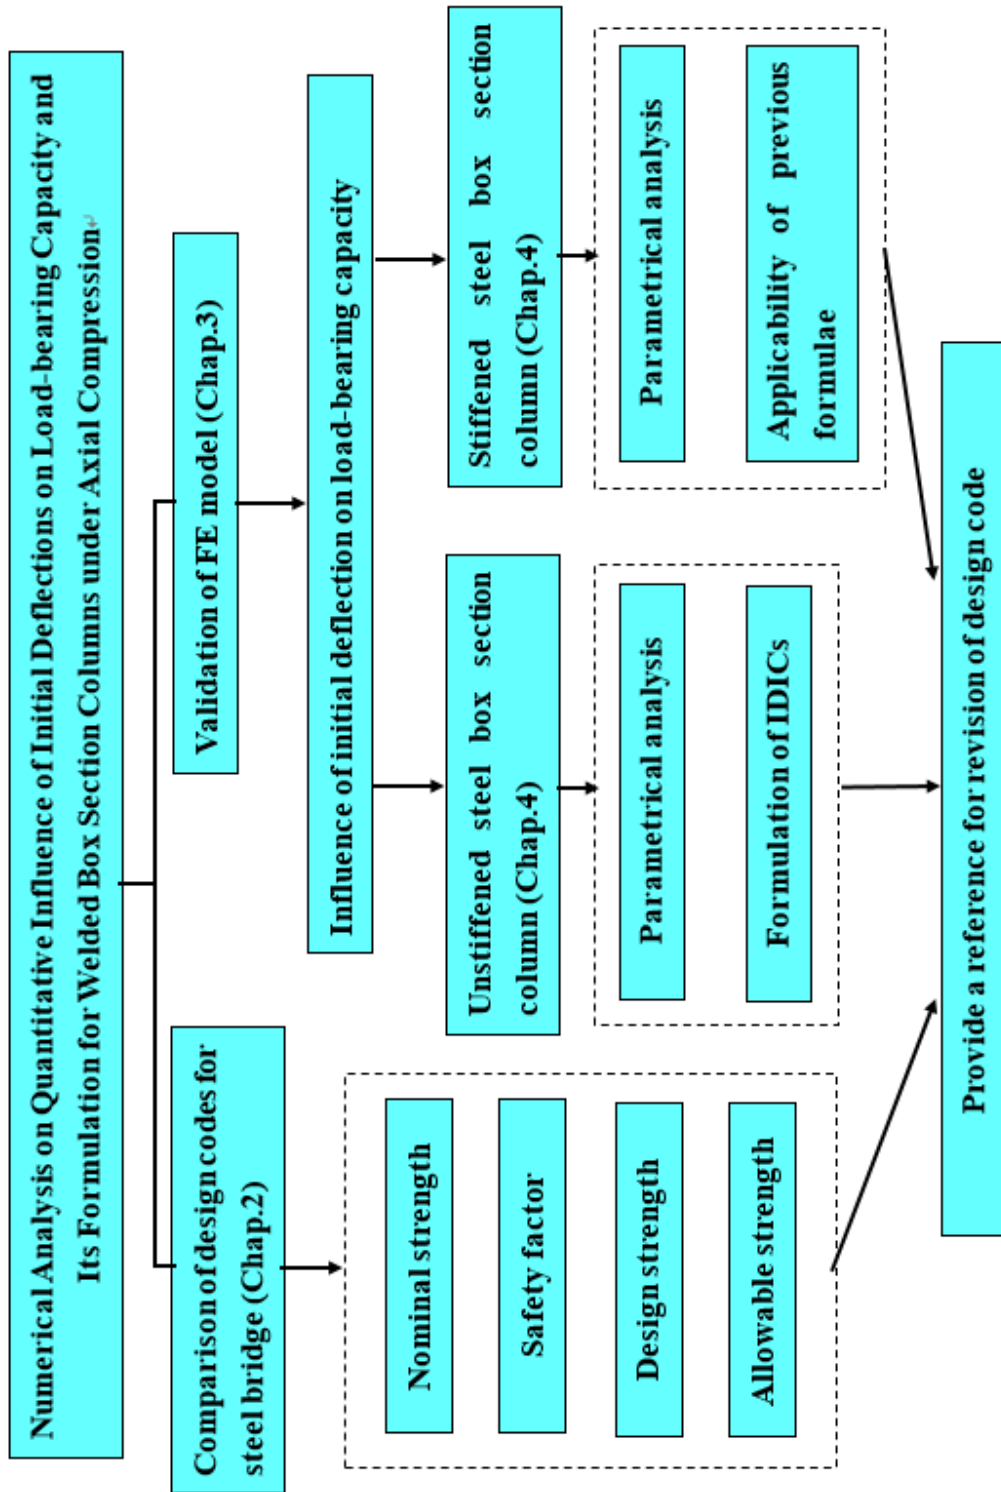 Numerical Analysis on Quantitative Influence of Initial Deflections on Load-bearing Capacity and
Its Formulation for Welded Box Section Columns under Axial Compression↵
Comparison of design codes for
steel bridge (Chap.2)
Validation of FE model (Chap.3)
Nominal strength
Safety factor
Design strength
Allowable strength
Influence of initial deflection on load-bearing capacity
Unstiffened steel box section
column (Chap.4)
Stiffened steel box section
column (Chap.4)
Parametrical analysis
Formulation of IDICs
Parametrical analysis
Applicability of previous
formulae
Provide a reference for revision of design code